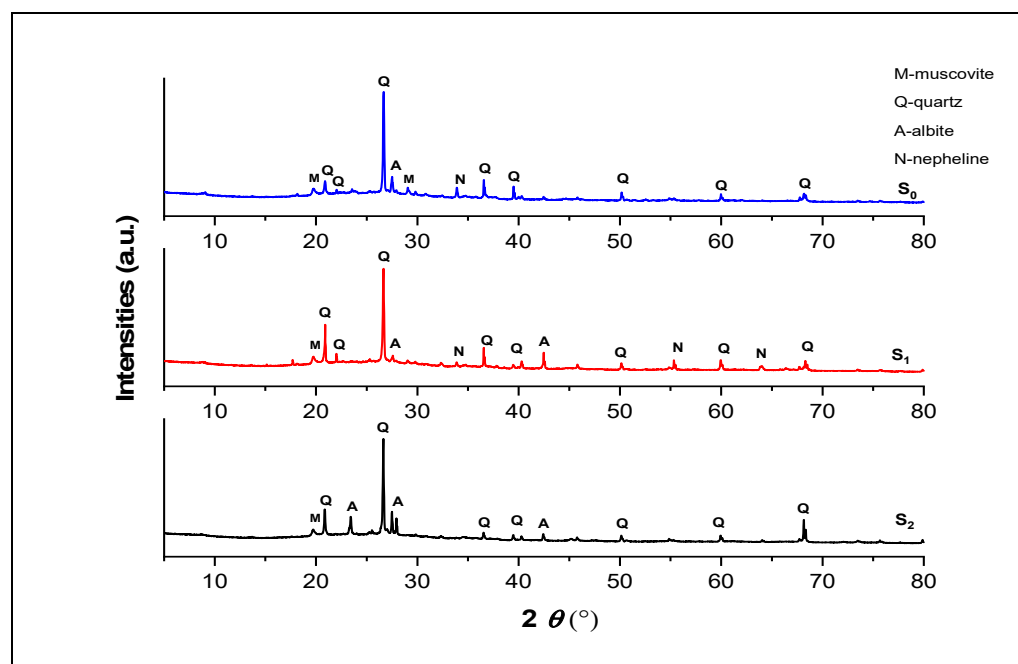 M-muscovite
Q-quartz
A-albite
N-nepheline
Q
M Q Q A M N Q Q Q Q Q
S₀
10 20 30 40 50 60 70 80
Q
M Q Q A N Q Q A Q N Q N Q
S₁
10 20 30 40 50 60 70 80
Q
M Q A A Q Q A Q Q Q
S₂
10 20 30 40 50 60 70 80
Intensities (a.u.)
2 θ (°)